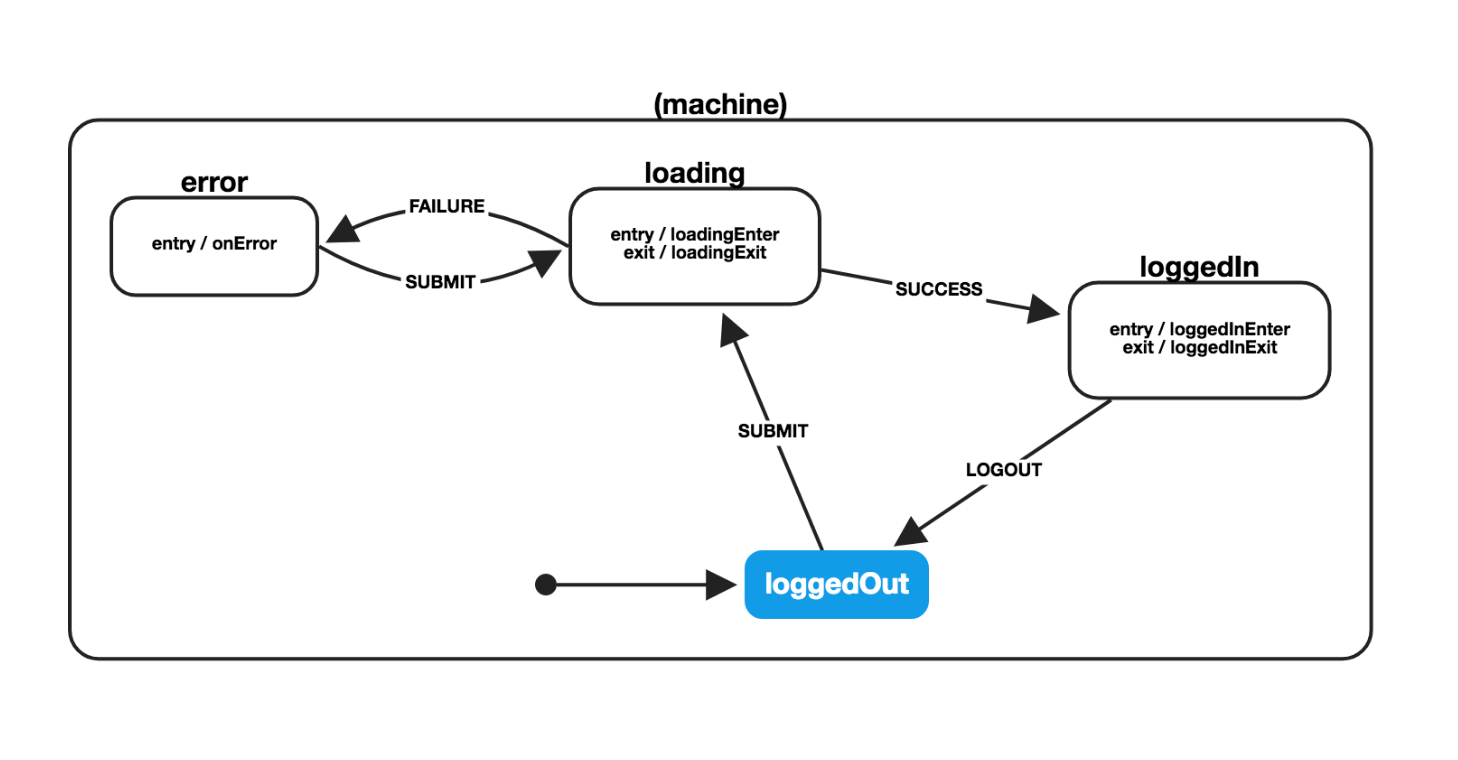 (machine)
error
entry / onError
FAILURE
SUBMIT
loading
entry / loadingEnter
exit / loadingExit
SUCCESS
loggedIn
entry / loggedInEnter
exit / loggedInExit
SUBMIT
LOGOUT
loggedOut